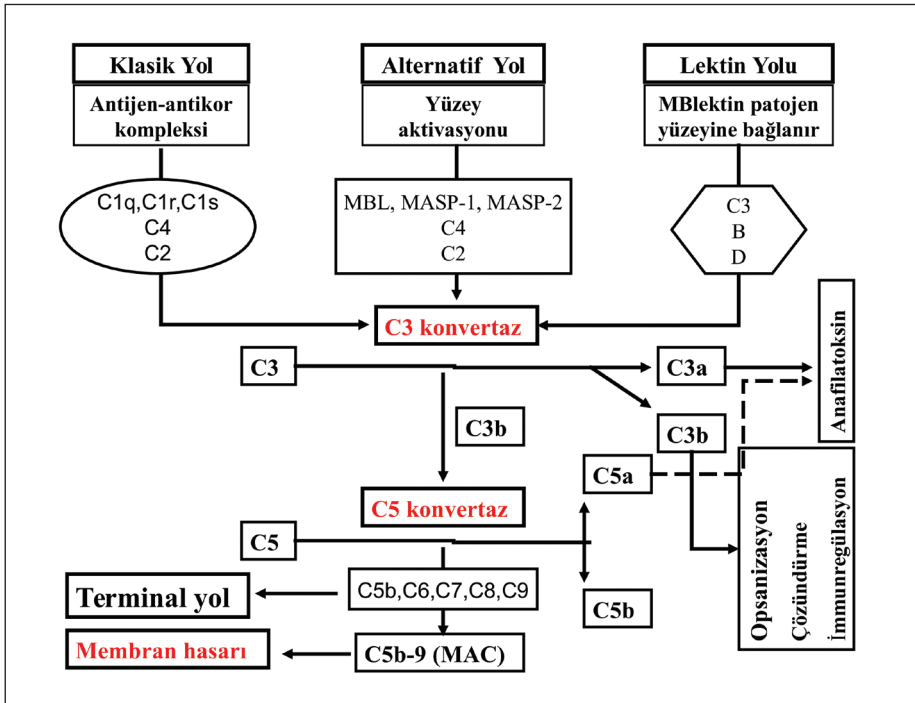 Klasik Yol
Antijen-antikor
kompleksi
C1q,C1r,C1s
C4
C2
Alternatif Yol
Yüzey
aktivasyonu
MBL, MASP-1, MASP-2
C4
C2
Lektin Yolu
MBlektin patojen
yüzeyine bağlanır
C3
B
D
C3 konvertaz
C3
C3a
C3b
C3b
Anafilatoksin
C5a
C5 konvertaz
C5
C5b
Opsanizasyon
Çözündürme
İmmunregülasyon
C5b,C6,C7,C8,C9
Terminal yol
C5b-9 (MAC)
Membran hasarı